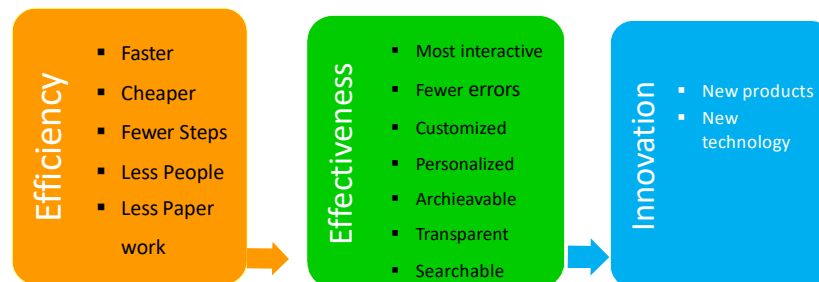 Efficiency
Faster
Cheaper
Fewer Steps
Less People
Less Paper
work
Effectiveness
Most interactive
Fewer errors
Customized
Personalized
Archieavable
Transparent
Searchable
Innovation
New products
New
technology